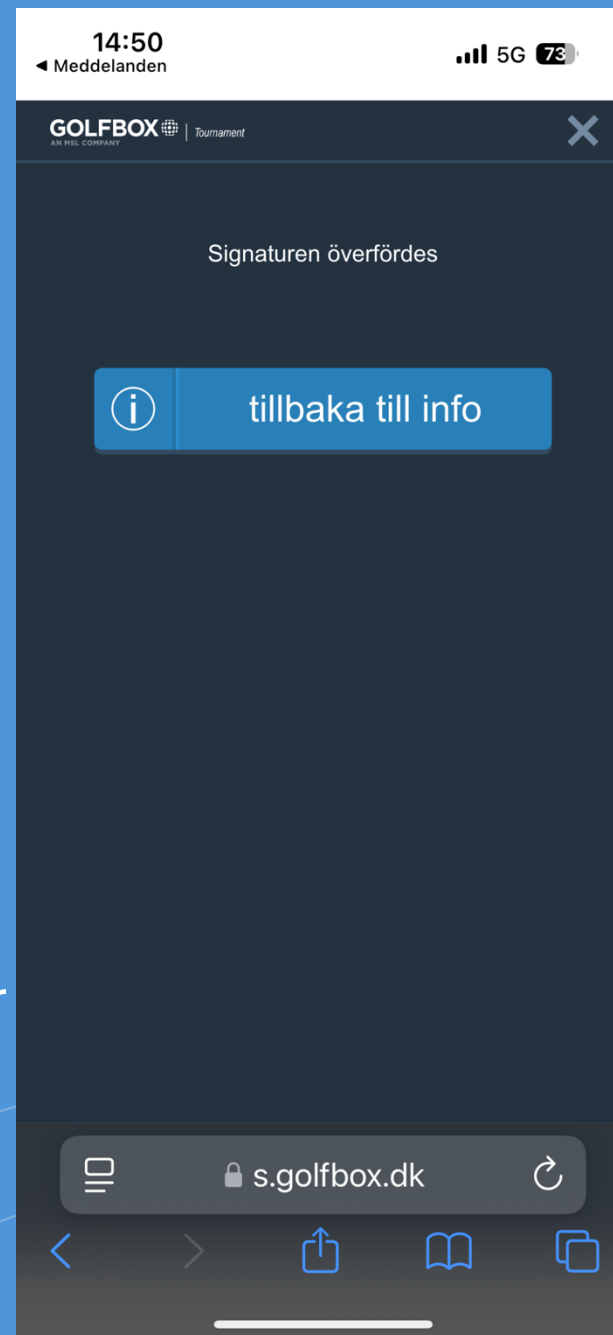 14:50
◀ Meddelanden
5G 73
GOLFBOX | Tournament
AN MSL COMPANY
Signaturen överfördes
i
tillbaka till info
s.golfbox.dk